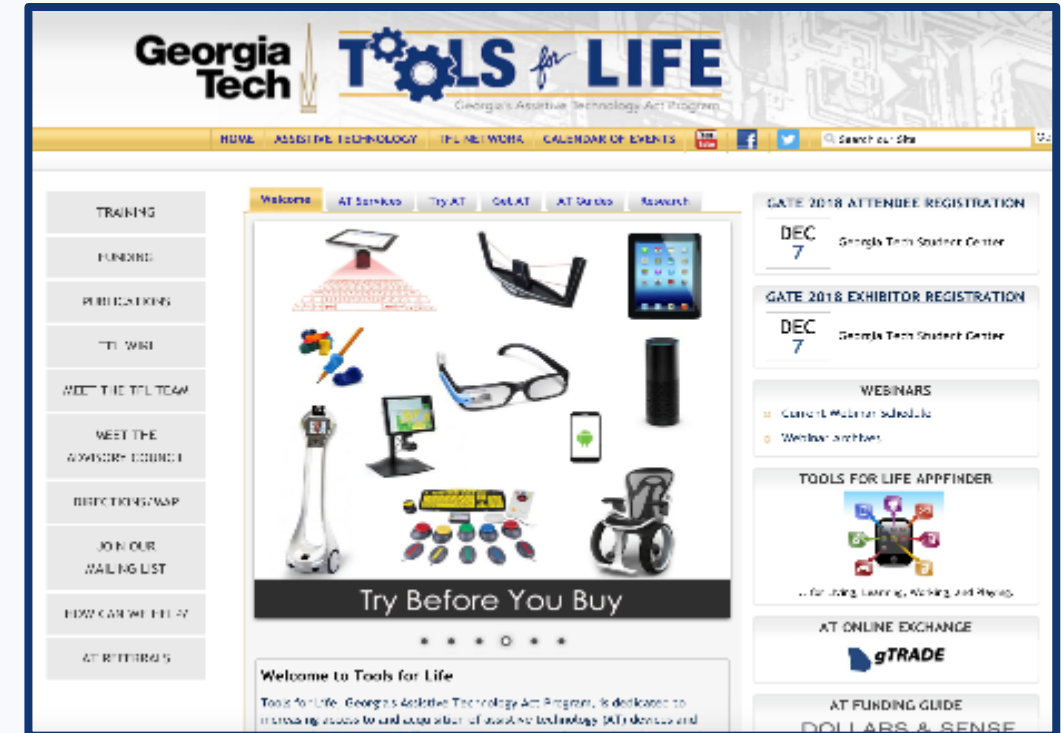 Georgia
Tech
TOOLS for LIFE
Georgia's Assistive Technology Act Program
HOME ASSISTIVE TECHNOLOGY TFL NETWORK CALENDAR OF EVENTS You Tube Search our Site
TRAINING
FUNDING
PUBLICATIONS
TFL WIKI
MEET THE TFL TEAM
MEET THE
ADVISORY COUNCIL
DIRECTIONS/MAP
JOIN OUR
MAILING LIST
HOW CAN WE HELP?
AT REFERRALS
Welcome AT Services Try AT Get AT AT Guides Research
Try Before You Buy
Welcome to Tools for Life
Tools for Life, Georgia's Assistive Technology Act Program, is dedicated to
increasing access to and acquisition of assistive technology (AT) devices and
GATE 2018 ATTENDEE REGISTRATION
DEC
7
Georgia Tech Student Center
GATE 2018 EXHIBITOR REGISTRATION
DEC
7
Georgia Tech Student Center
WEBINARS
Current Webinar Schedule
Webinar Archives
TOOLS FOR LIFE APPFINDER
... for Living, Learning, Working, and Playing.
AT ONLINE EXCHANGE
gTRADE
AT FUNDING GUIDE
DOLLARS & SENSE